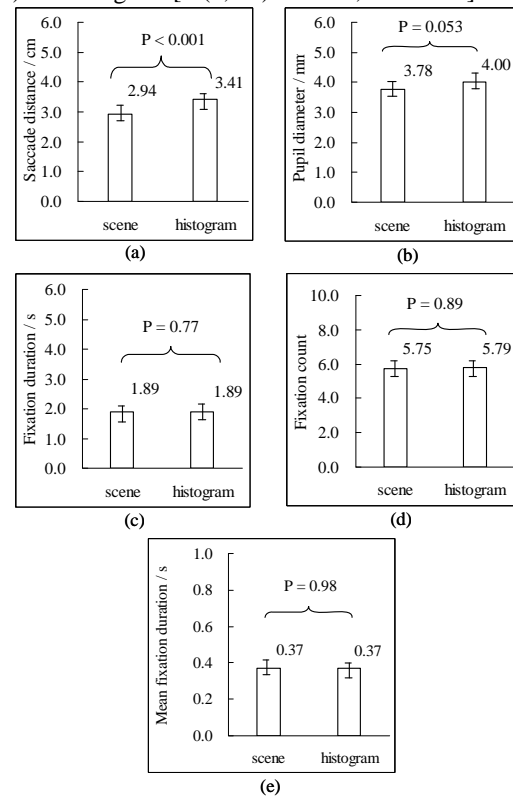 6.0
5.0
4.0
3.0
2.0
1.0
0.0
Saccade distance / cm
P < 0.001
2.94
3.41
scene histogram
(a)
6.0
5.0
4.0
3.0
2.0
1.0
0.0
Pupil diameter / mm
P = 0.053
3.78
4.00
scene histogram
(b)
6.0
5.0
4.0
3.0
2.0
1.0
0.0
Fixation duration / s
P = 0.77
1.89
1.89
scene histogram
(c)
10.0
8.0
6.0
4.0
2.0
0.0
Fixation count
P = 0.89
5.75
5.79
scene histogram
(d)
1.0
0.8
0.6
0.4
0.2
0.0
Mean fixation duration / s
P = 0.98
0.37
0.37
scene histogram
(e)